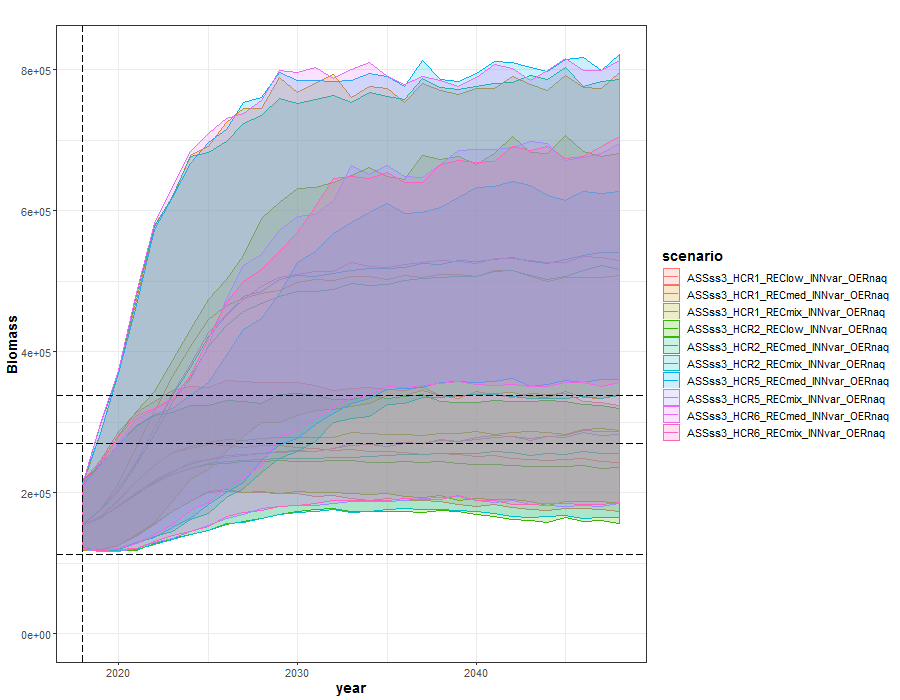 8e+05
6e+05
4e+05
2e+05
0e+00
Biomass
2020
2030
2040
year
scenario
ASSss3_HCR1_REClow_INNvar_OERnaq
ASSss3_HCR1_RECmed_INNvar_OERnaq
ASSss3_HCR1_RECmix_INNvar_OERnaq
ASSss3_HCR2_REClow_INNvar_OERnaq
ASSss3_HCR2_RECmed_INNvar_OERnaq
ASSss3_HCR2_RECmix_INNvar_OERnaq
ASSss3_HCR5_RECmed_INNvar_OERnaq
ASSss3_HCR5_RECmix_INNvar_OERnaq
ASSss3_HCR6_RECmed_INNvar_OERnaq
ASSss3_HCR6_RECmix_INNvar_OERnaq